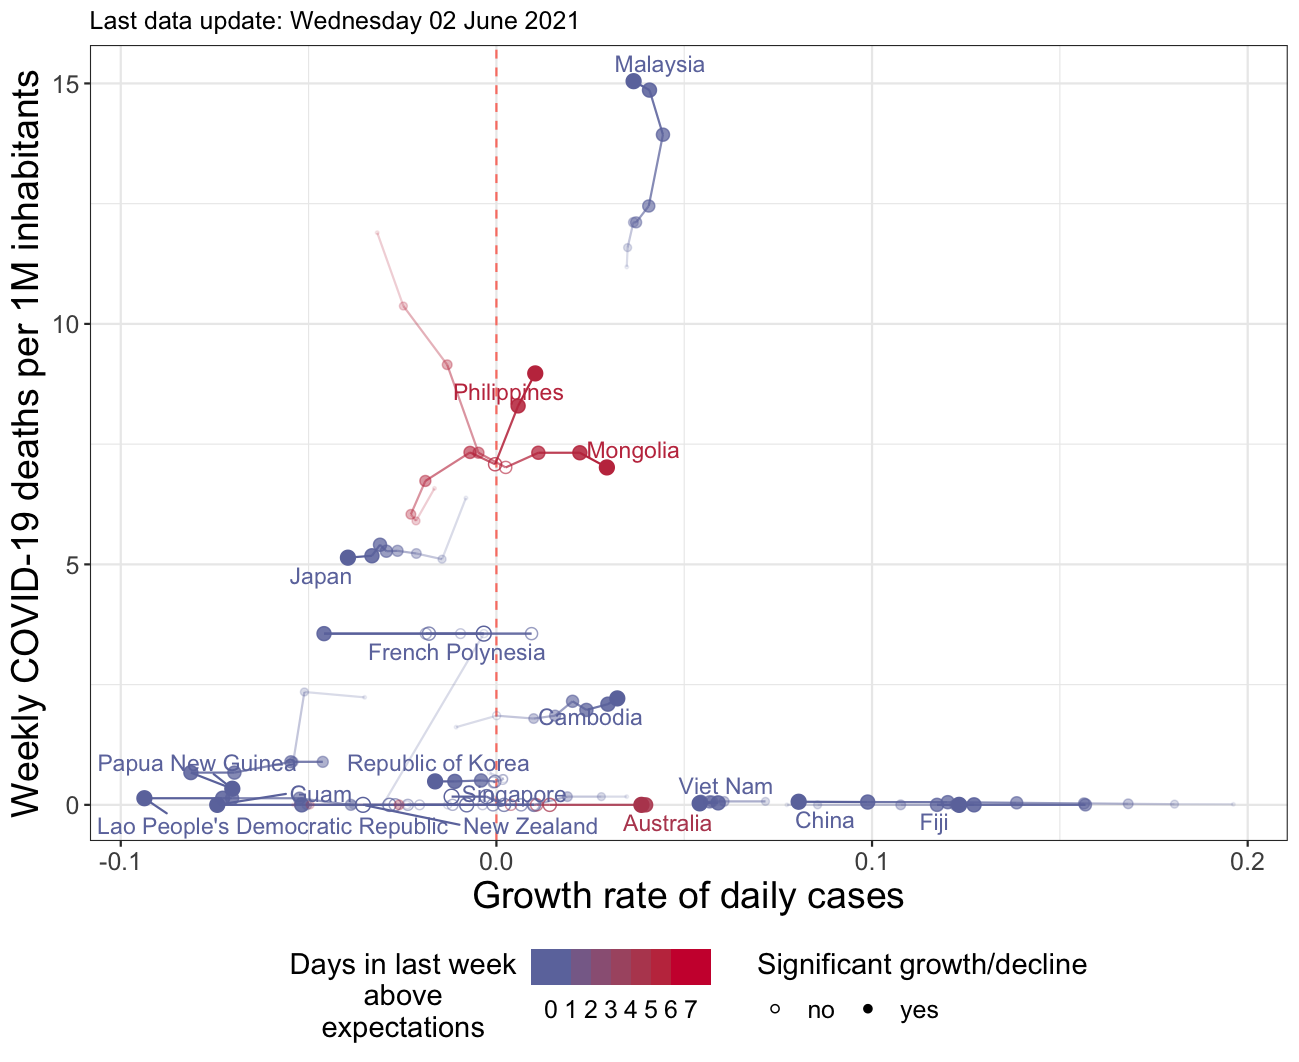 Last data update: Wednesday 02 June 2021
Weekly COVID-19 deaths per 1M inhabitants
15
10
5
0
Malaysia
Philippines
Mongolia
Japan
French Polynesia
Cambodia
Papua New Guinea
Republic of Korea
Viet Nam
Guam
Singapore
Lao People's Democratic Republic
New Zealand
Australia
China
Fiji
-0.1
0.0
0.1
0.2
Growth rate of daily cases
Days in last week
above
expectations
0 1 2 3 4 5 6 7
Significant growth/decline
no
yes